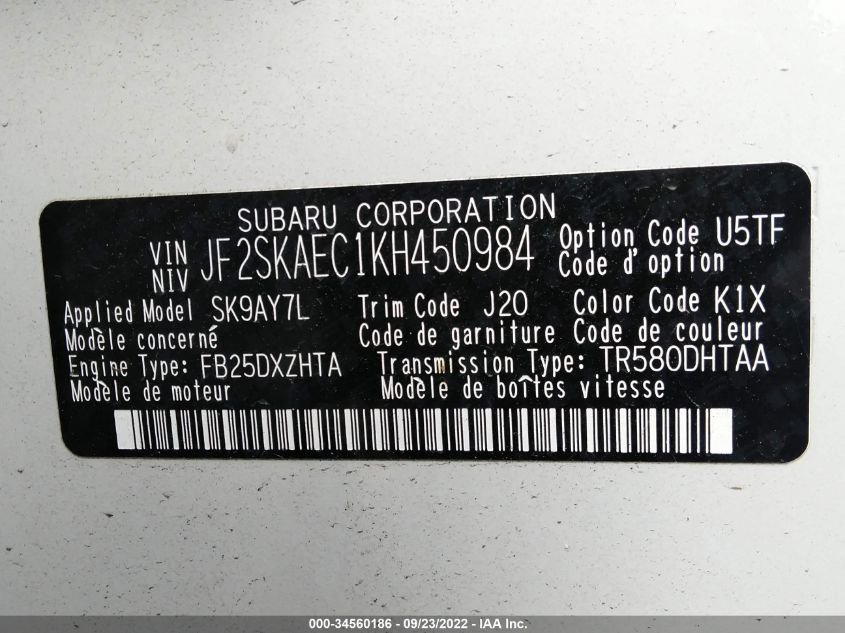 SUBARU CORPORATION
VIN
NIV
JF2SKAEC1KH450984
Option Code U5TF
Code d'option
Applied Model SK9AY7L Trim Code J20 Color Code K1X
Modèle concerné Code de garniture Code de couleur
Engine Type: FB25DXZHTA Transmission Type: TR580DHTAA
Modèle de moteur Modèle de boîtes vitesse
000-34560186 - 09/23/2022 - IAA Inc.